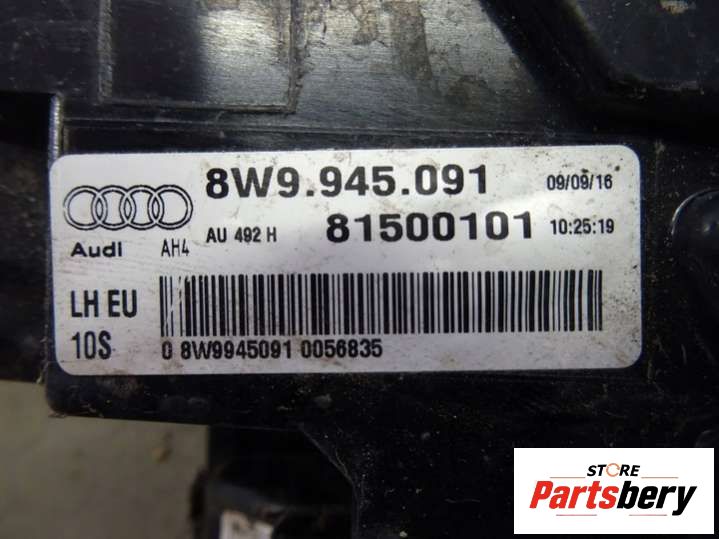 8W9.945.091 09/09/16
Audi AH4 AU 492 H 81500101 10:25:19
LH EU
10S 0 8W9945091 0056835
STORE
Partsbery